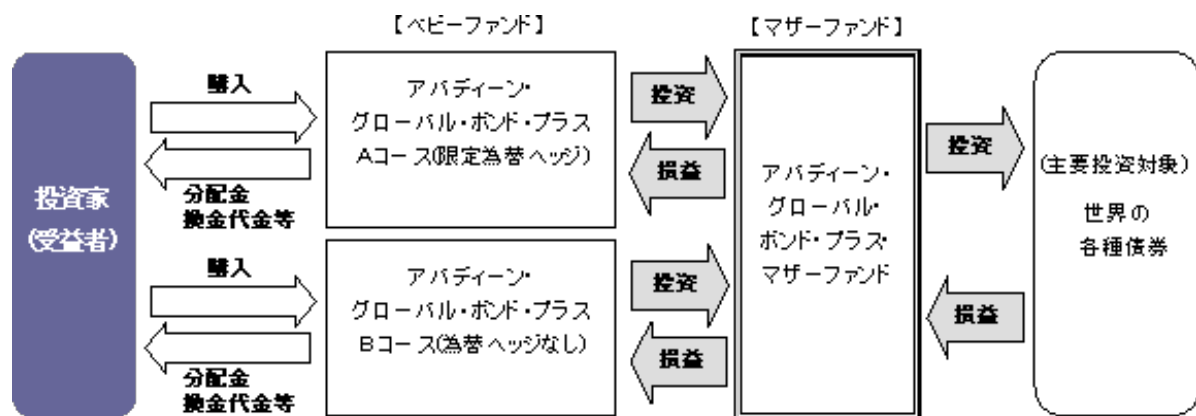 【ベビーファンド】
【マザーファンド】
投資家
(受益者)
購入
分配金
換金代金等
アバディーン・
グローバル・ボンド・プラス
Aコース(限定為替ヘッジ)
投資
損益
購入
分配金
換金代金等
アバディーン・
グローバル・ボンド・プラス
Bコース(為替ヘッジなし)
投資
損益
アバディーン・
グローバル・
ボンド・プラス・
マザーファンド
投資
損益
(主要投資対象)
世界の
各種債券